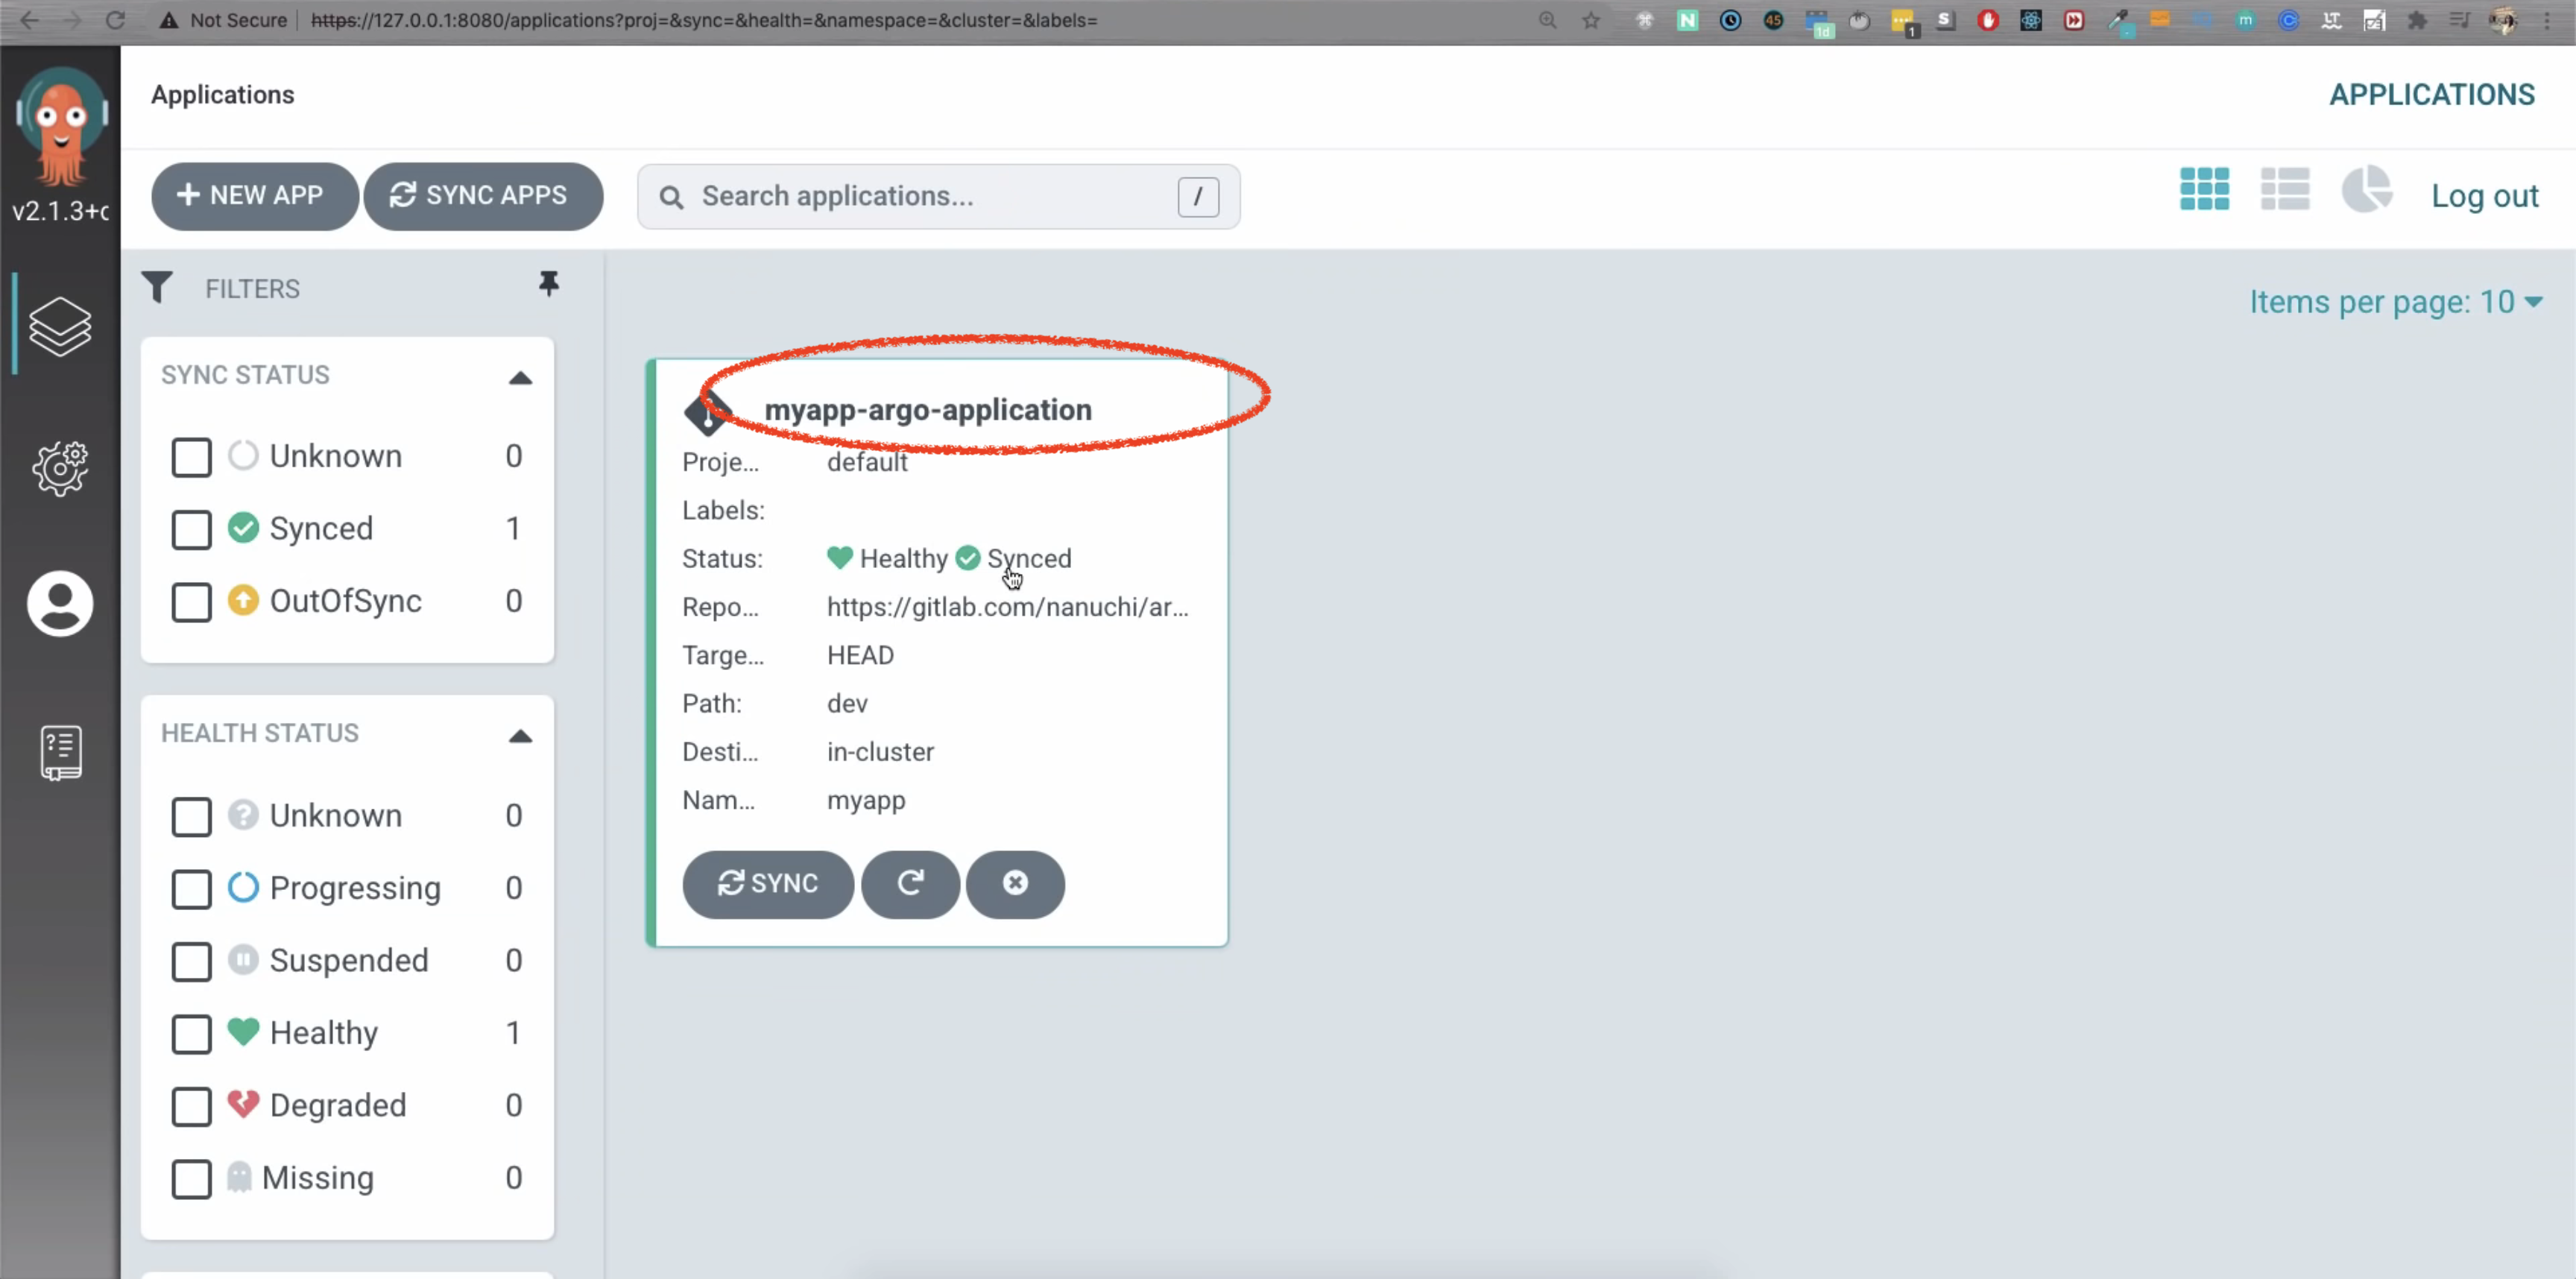 Not Secure https://127.0.0.1:8080/applications?proj=&sync=&health=&namespace=&cluster=&labels=
45
1d
1
Applications
APPLICATIONS
v2.1.3+c
NEW APP
SYNC APPS
Search applications...
/
Log out
FILTERS
Items per page: 10
SYNC STATUS
Unknown 0
Synced 1
OutOfSync 0
HEALTH STATUS
Unknown 0
Progressing 0
Suspended 0
Healthy 1
Degraded 0
Missing 0
myapp-argo-application
Proje... default
Labels:
Status: Healthy Synced
Repo... https://gitlab.com/nanuchi/ar...
Targe... HEAD
Path: dev
Desti... in-cluster
Nam... myapp
SYNC